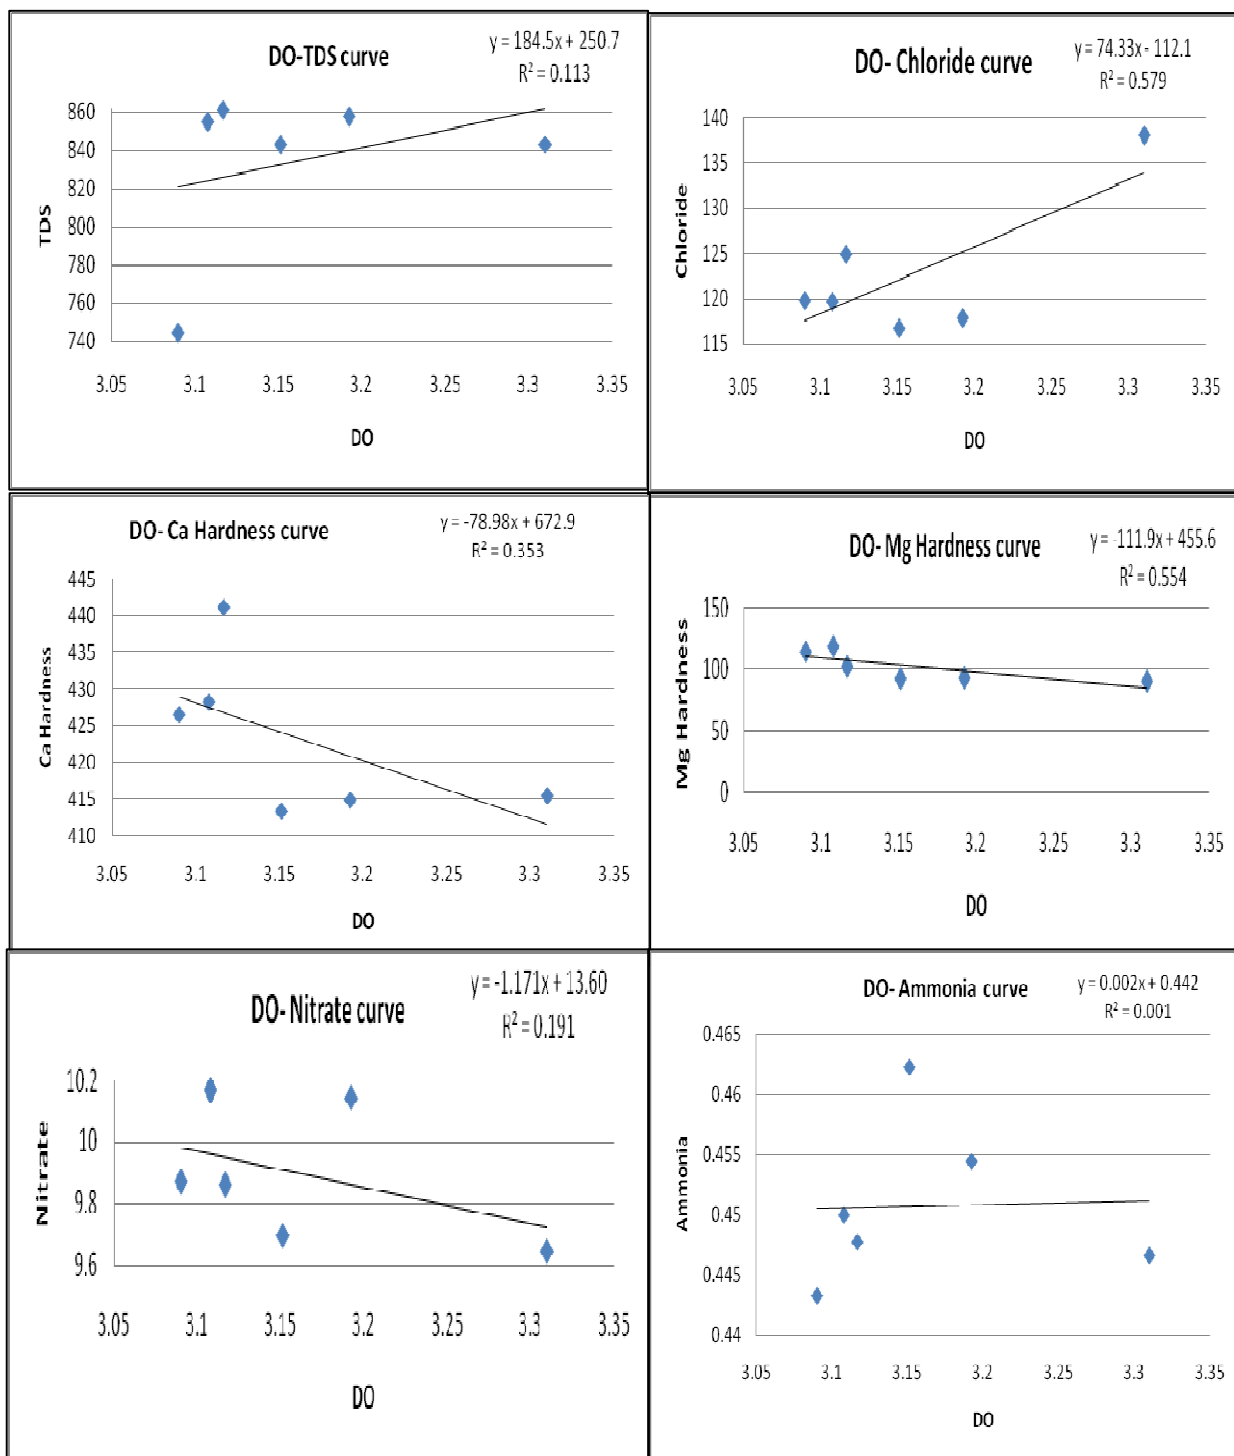 DO-TDS curve
y = 184.5x + 250.7
R² = 0.113
860
840
820
800
780
760
740
TDS
3.05 3.1 3.15 3.2 3.25 3.3 3.35
DO
DO- Chloride curve
y = 74.33x - 112.1
R² = 0.579
140
135
130
125
120
115
Chloride
3.05 3.1 3.15 3.2 3.25 3.3 3.35
DO
DO- Ca Hardness curve
y = -78.98x + 672.9
R² = 0.353
445
440
435
430
425
420
415
410
Ca Hardness
3.05 3.1 3.15 3.2 3.25 3.3 3.35
DO
DO- Mg Hardness curve
y = -111.9x + 455.6
R² = 0.554
150
100
50
0
Mg Hardness
3.05 3.1 3.15 3.2 3.25 3.3 3.35
DO
DO- Nitrate curve
y = -1.171x + 13.60
R² = 0.191
10.2
10
9.8
9.6
Nitrate
3.05 3.1 3.15 3.2 3.25 3.3 3.35
DO
DO- Ammonia curve
y = 0.002x + 0.442
R² = 0.001
0.465
0.46
0.455
0.45
0.445
0.44
Ammonia
3.05 3.1 3.15 3.2 3.25 3.3 3.35
DO